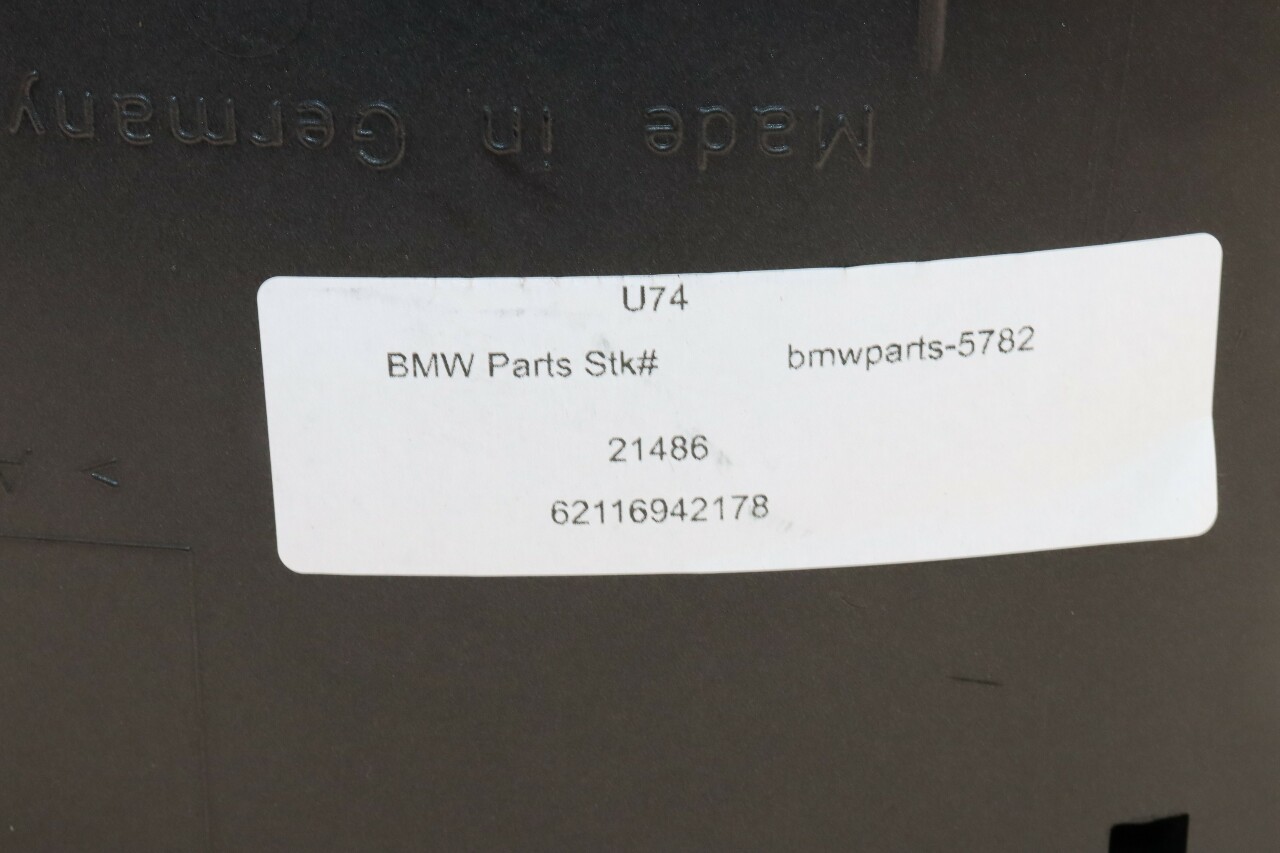 Made in Germany
U74
BMW Parts Stk# bmwparts-5782
21486
62116942178